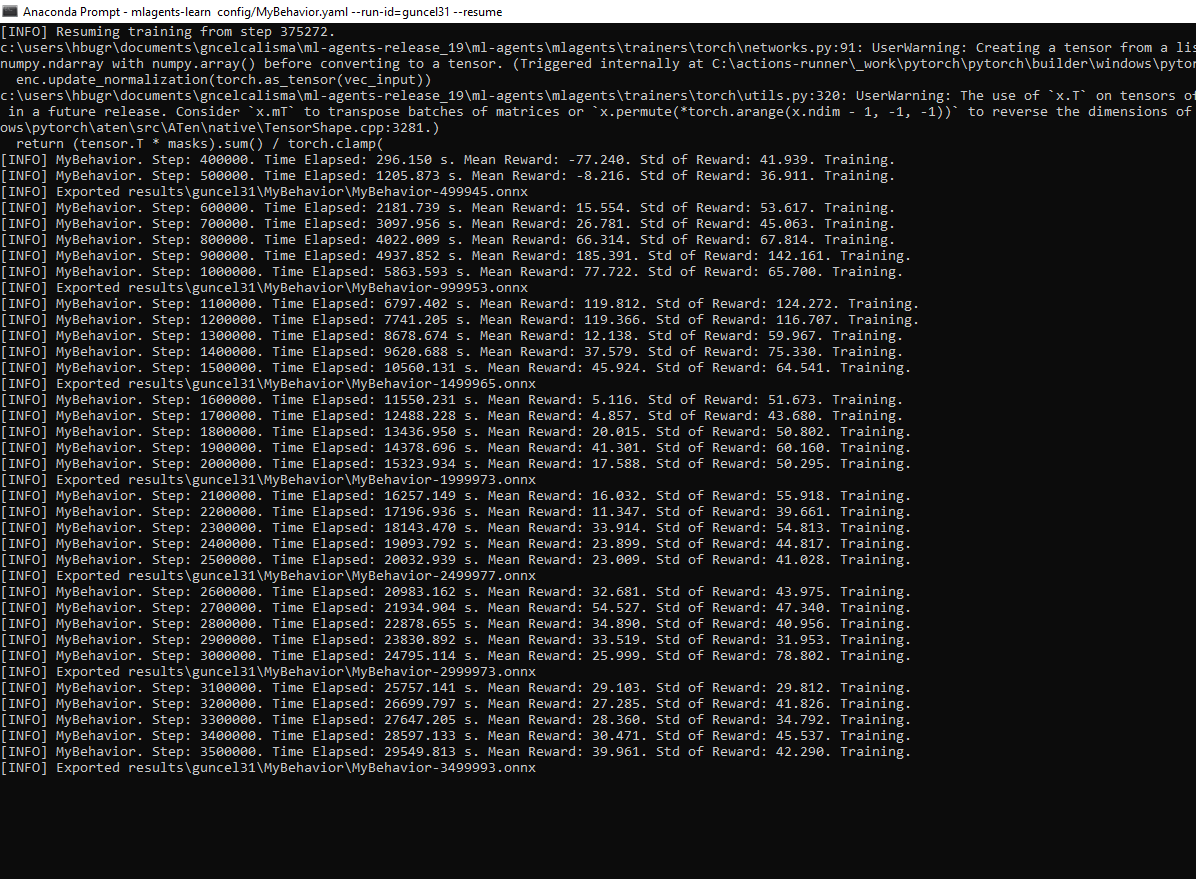 Anaconda Prompt - mlagents-learn config/MyBehavior.yaml --run-id=guncel31 --resume
[INFO] Resuming training from step 375272.
c:\users\hbugr\documents\gncelcalisma\ml-agents-release_19\ml-agents\mlagents\trainers\torch\networks.py:91: UserWarning: Creating a tensor from a lis
numpy.ndarray with numpy.array() before converting to a tensor. (Triggered internally at C:\actions-runner\_work\pytorch\pytorch\builder\windows\pytor
  enc.update_normalization(torch.as_tensor(vec_input))
c:\users\hbugr\documents\gncelcalisma\ml-agents-release_19\ml-agents\mlagents\trainers\torch\utils.py:320: UserWarning: The use of `x.T` on tensors of
 in a future release. Consider `x.mT` to transpose batches of matrices or `x.permute(*torch.arange(x.ndim - 1, -1, -1))` to reverse the dimensions of
ows\pytorch\aten\src\ATen\native\TensorShape.cpp:3281.)
  return (tensor.T * masks).sum() / torch.clamp(
[INFO] MyBehavior. Step: 400000. Time Elapsed: 296.150 s. Mean Reward: -77.240. Std of Reward: 41.939. Training.
[INFO] MyBehavior. Step: 500000. Time Elapsed: 1205.873 s. Mean Reward: -8.216. Std of Reward: 36.911. Training.
[INFO] Exported results\guncel31\MyBehavior\MyBehavior-499945.onnx
[INFO] MyBehavior. Step: 600000. Time Elapsed: 2181.739 s. Mean Reward: 15.554. Std of Reward: 53.617. Training.
[INFO] MyBehavior. Step: 700000. Time Elapsed: 3097.956 s. Mean Reward: 26.781. Std of Reward: 45.063. Training.
[INFO] MyBehavior. Step: 800000. Time Elapsed: 4022.009 s. Mean Reward: 66.314. Std of Reward: 67.814. Training.
[INFO] MyBehavior. Step: 900000. Time Elapsed: 4937.852 s. Mean Reward: 185.391. Std of Reward: 142.161. Training.
[INFO] MyBehavior. Step: 1000000. Time Elapsed: 5863.593 s. Mean Reward: 77.722. Std of Reward: 65.700. Training.
[INFO] Exported results\guncel31\MyBehavior\MyBehavior-999953.onnx
[INFO] MyBehavior. Step: 1100000. Time Elapsed: 6797.402 s. Mean Reward: 119.812. Std of Reward: 124.272. Training.
[INFO] MyBehavior. Step: 1200000. Time Elapsed: 7741.205 s. Mean Reward: 119.366. Std of Reward: 116.707. Training.
[INFO] MyBehavior. Step: 1300000. Time Elapsed: 8678.674 s. Mean Reward: 12.138. Std of Reward: 59.967. Training.
[INFO] MyBehavior. Step: 1400000. Time Elapsed: 9620.688 s. Mean Reward: 37.579. Std of Reward: 75.330. Training.
[INFO] MyBehavior. Step: 1500000. Time Elapsed: 10560.131 s. Mean Reward: 45.924. Std of Reward: 64.541. Training.
[INFO] Exported results\guncel31\MyBehavior\MyBehavior-1499965.onnx
[INFO] MyBehavior. Step: 1600000. Time Elapsed: 11550.231 s. Mean Reward: 5.116. Std of Reward: 51.673. Training.
[INFO] MyBehavior. Step: 1700000. Time Elapsed: 12488.228 s. Mean Reward: 4.857. Std of Reward: 43.680. Training.
[INFO] MyBehavior. Step: 1800000. Time Elapsed: 13436.950 s. Mean Reward: 20.015. Std of Reward: 50.802. Training.
[INFO] MyBehavior. Step: 1900000. Time Elapsed: 14378.696 s. Mean Reward: 41.301. Std of Reward: 60.160. Training.
[INFO] MyBehavior. Step: 2000000. Time Elapsed: 15323.934 s. Mean Reward: 17.588. Std of Reward: 50.295. Training.
[INFO] Exported results\guncel31\MyBehavior\MyBehavior-1999973.onnx
[INFO] MyBehavior. Step: 2100000. Time Elapsed: 16257.149 s. Mean Reward: 16.032. Std of Reward: 55.918. Training.
[INFO] MyBehavior. Step: 2200000. Time Elapsed: 17196.936 s. Mean Reward: 11.347. Std of Reward: 39.661. Training.
[INFO] MyBehavior. Step: 2300000. Time Elapsed: 18143.470 s. Mean Reward: 33.914. Std of Reward: 54.813. Training.
[INFO] MyBehavior. Step: 2400000. Time Elapsed: 19093.792 s. Mean Reward: 23.899. Std of Reward: 44.817. Training.
[INFO] MyBehavior. Step: 2500000. Time Elapsed: 20032.939 s. Mean Reward: 23.009. Std of Reward: 41.028. Training.
[INFO] Exported results\guncel31\MyBehavior\MyBehavior-2499977.onnx
[INFO] MyBehavior. Step: 2600000. Time Elapsed: 20983.162 s. Mean Reward: 32.681. Std of Reward: 43.975. Training.
[INFO] MyBehavior. Step: 2700000. Time Elapsed: 21934.904 s. Mean Reward: 54.527. Std of Reward: 47.340. Training.
[INFO] MyBehavior. Step: 2800000. Time Elapsed: 22878.655 s. Mean Reward: 34.890. Std of Reward: 40.956. Training.
[INFO] MyBehavior. Step: 2900000. Time Elapsed: 23830.892 s. Mean Reward: 33.519. Std of Reward: 31.953. Training.
[INFO] MyBehavior. Step: 3000000. Time Elapsed: 24795.114 s. Mean Reward: 25.999. Std of Reward: 78.802. Training.
[INFO] Exported results\guncel31\MyBehavior\MyBehavior-2999973.onnx
[INFO] MyBehavior. Step: 3100000. Time Elapsed: 25757.141 s. Mean Reward: 29.103. Std of Reward: 29.812. Training.
[INFO] MyBehavior. Step: 3200000. Time Elapsed: 26699.797 s. Mean Reward: 27.285. Std of Reward: 41.826. Training.
[INFO] MyBehavior. Step: 3300000. Time Elapsed: 27647.205 s. Mean Reward: 28.360. Std of Reward: 34.792. Training.
[INFO] MyBehavior. Step: 3400000. Time Elapsed: 28597.133 s. Mean Reward: 30.471. Std of Reward: 45.537. Training.
[INFO] MyBehavior. Step: 3500000. Time Elapsed: 29549.813 s. Mean Reward: 39.961. Std of Reward: 42.290. Training.
[INFO] Exported results\guncel31\MyBehavior\MyBehavior-3499993.onnx